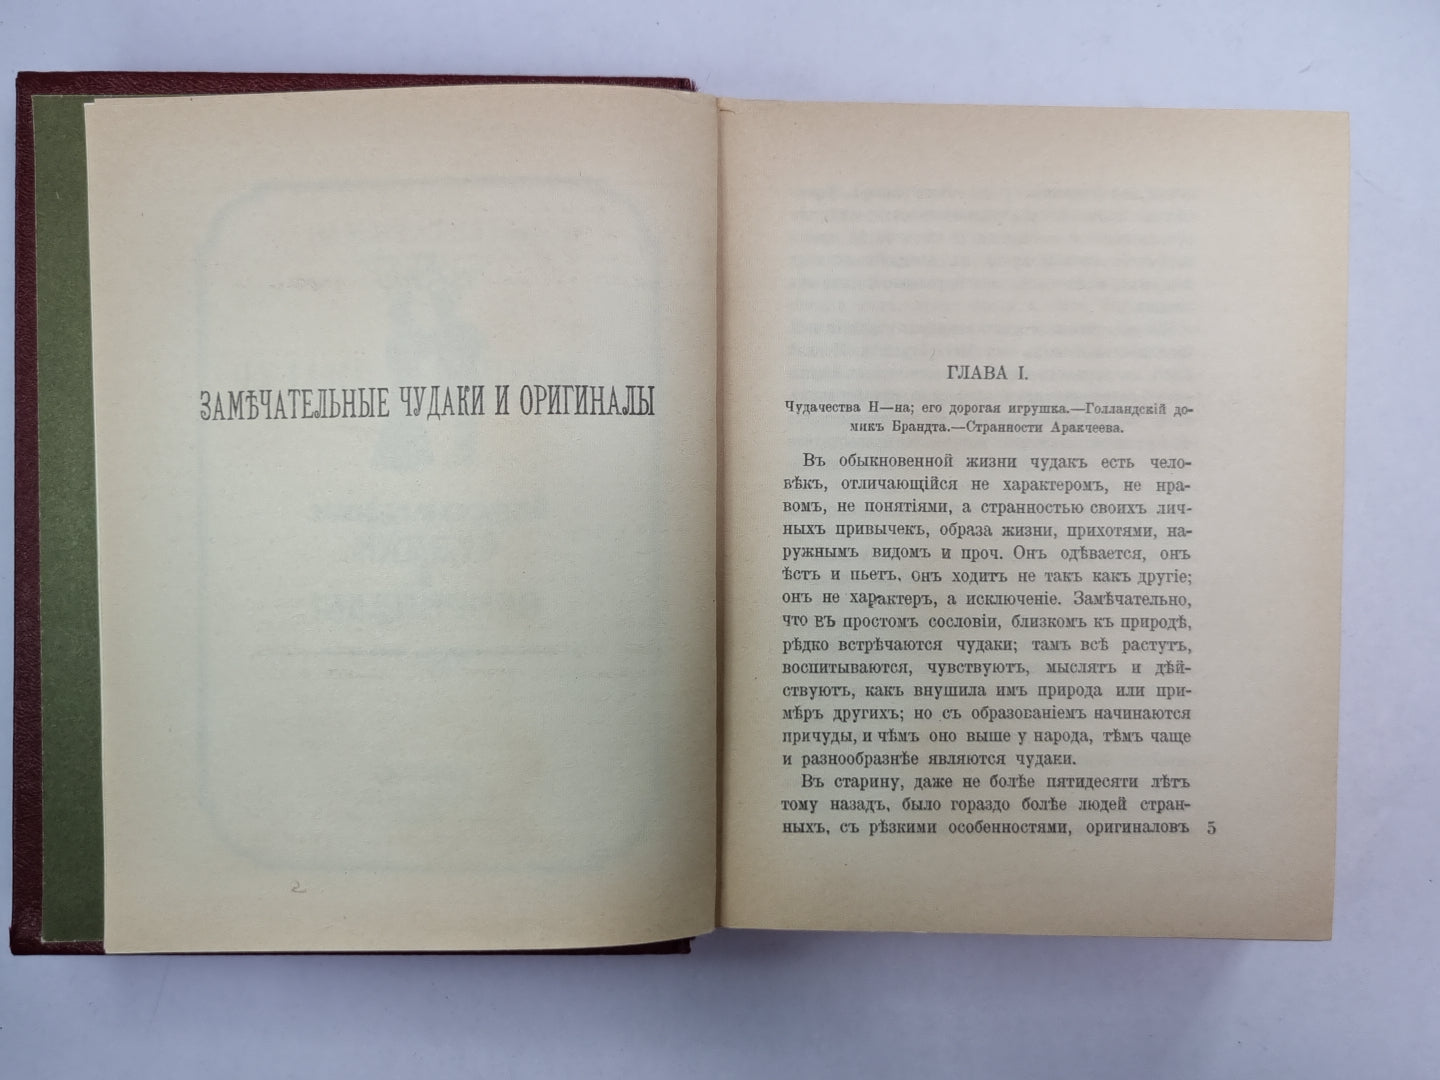 ЗАМѢЧАТЕЛЬНЫЕ ЧУДАКИ И ОРИГИНАЛЫ
ГЛАВА I.
Чудачества Н—на; его дорогая игрушка.—Голландскій до-
микъ Брандта.—Странности Аракчеева.
Въ обыкновенной жизни чудакъ есть чело-
вѣкъ, отличающійся не характеромъ, не нра-
вомъ, не понятіями, а странностью своихъ лич-
ныхъ привычекъ, образа жизни, прихотями, на-
ружнымъ видомъ и проч. Онъ одѣвается, онъ
ѣстъ и пьетъ, онъ ходитъ не такъ какъ другіе;
онъ не характеръ, а исключеніе. Замѣчательно,
что въ простомъ сословіи, близкомъ къ природѣ,
рѣдко встрѣчаются чудаки; тамъ всѣ растутъ,
воспитываются, чувствуютъ, мыслятъ и дѣй-
ствуютъ, какъ внушила имъ природа или при-
мѣръ другихъ; но съ образованіемъ начинаются
причуды, и чѣмъ оно выше у народа, тѣмъ чаще
и разнообразнѣе являются чудаки.
Въ старину, даже не болѣе пятидесяти лѣтъ
тому назадъ, было гораздо болѣе людей стран-
ныхъ, съ рѣзкими особенностями, оригиналовъ 5